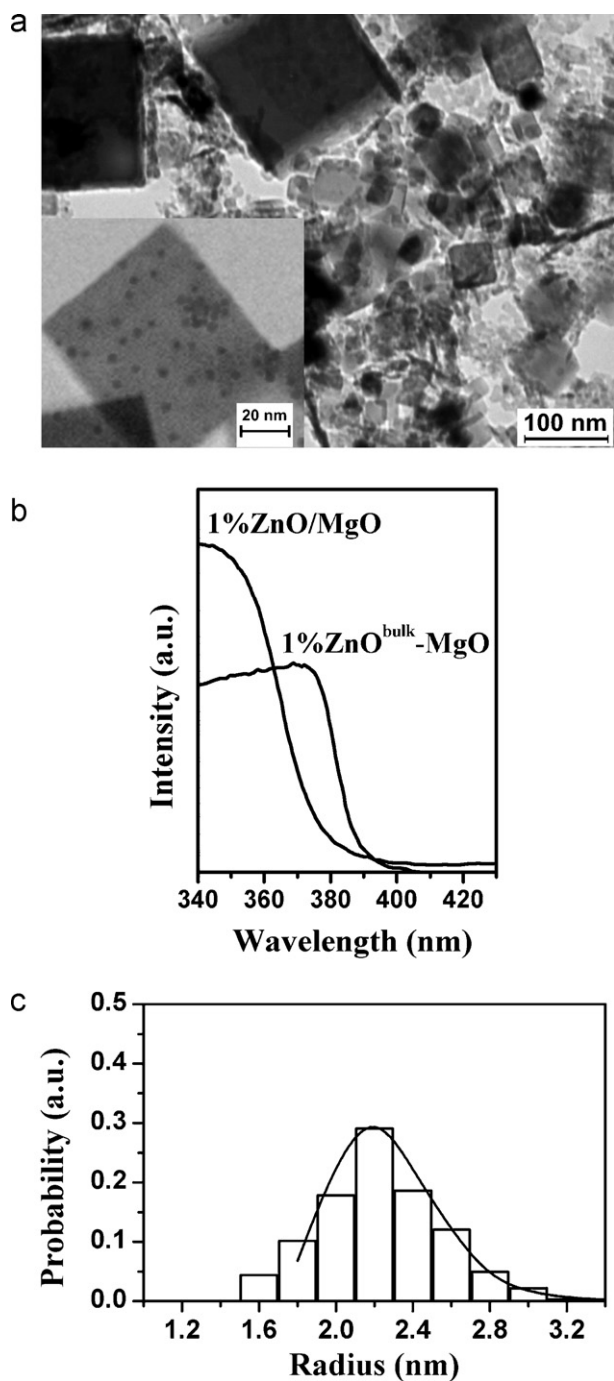 a
20 nm
100 nm
b
1%ZnO/MgO
1%ZnO^bulk-MgO
Intensity (a.u.)
340 360 380 400 420
Wavelength (nm)
c
0.5
0.4
0.3
0.2
0.1
0.0
Probability (a.u.)
1.2 1.6 2.0 2.4 2.8 3.2
Radius (nm)